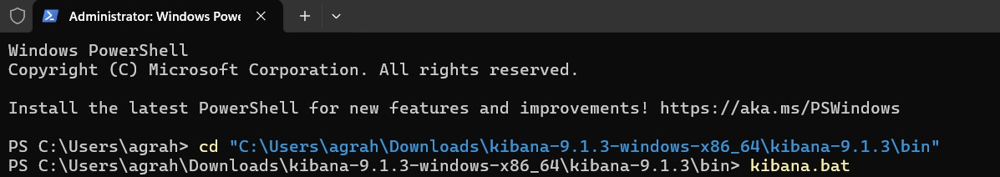 Administrator: Windows Powe
Windows PowerShell
Copyright (C) Microsoft Corporation. All rights reserved.
Install the latest PowerShell for new features and improvements! https://aka.ms/PSWindows
PS C:\Users\agrah> cd "C:\Users\agrah\Downloads\kibana-9.1.3-windows-x86_64\kibana-9.1.3\bin"
PS C:\Users\agrah\Downloads\kibana-9.1.3-windows-x86_64\kibana-9.1.3\bin> kibana.bat